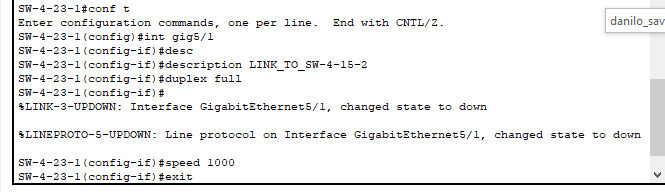 SW-4-23-1#conf t
Enter configuration commands, one per line.  End with CNTL/Z.
SW-4-23-1(config)#int gig5/1
SW-4-23-1(config-if)#desc
SW-4-23-1(config-if)#description LINK_TO_SW-4-15-2
SW-4-23-1(config-if)#duplex full
SW-4-23-1(config-if)#
%LINK-3-UPDOWN: Interface GigabitEthernet5/1, changed state to down
%LINEPROTO-5-UPDOWN: Line protocol on Interface GigabitEthernet5/1, changed state to down
SW-4-23-1(config-if)#speed 1000
SW-4-23-1(config-if)#exit
danilo_sav